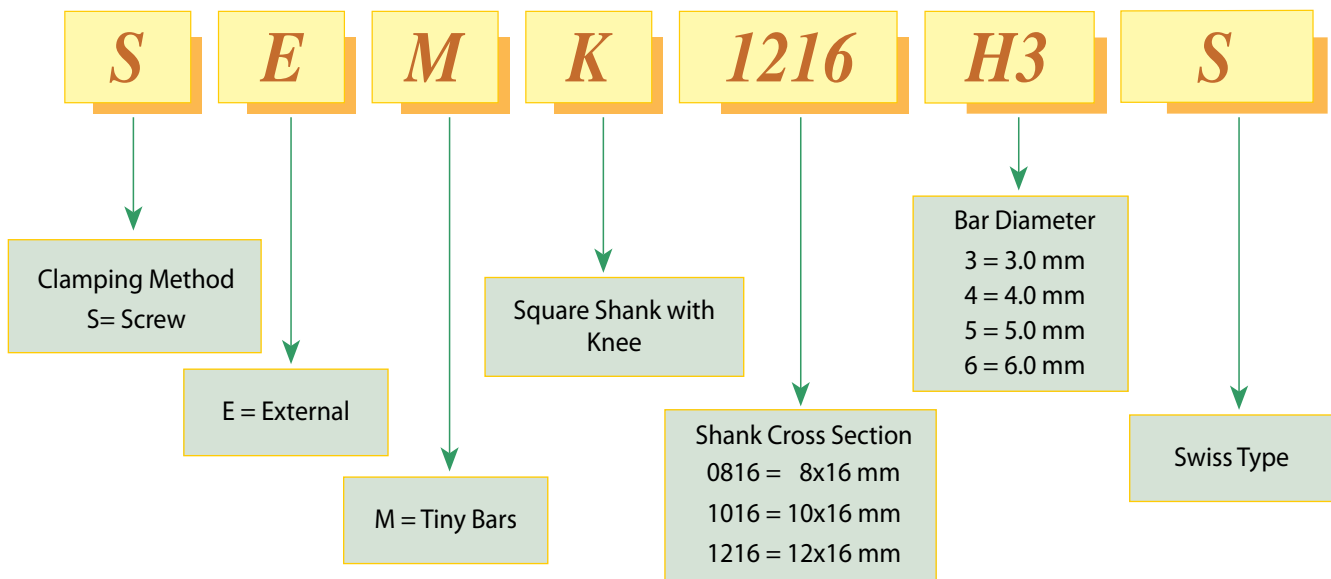 S E M K 1216 H3 S
Clamping Method
S= Screw
E = External
M = Tiny Bars
Square Shank with
Knee
Shank Cross Section
0816 = 8x16 mm
1016 = 10x16 mm
1216 = 12x16 mm
Bar Diameter
3 = 3.0 mm
4 = 4.0 mm
5 = 5.0 mm
6 = 6.0 mm
Swiss Type